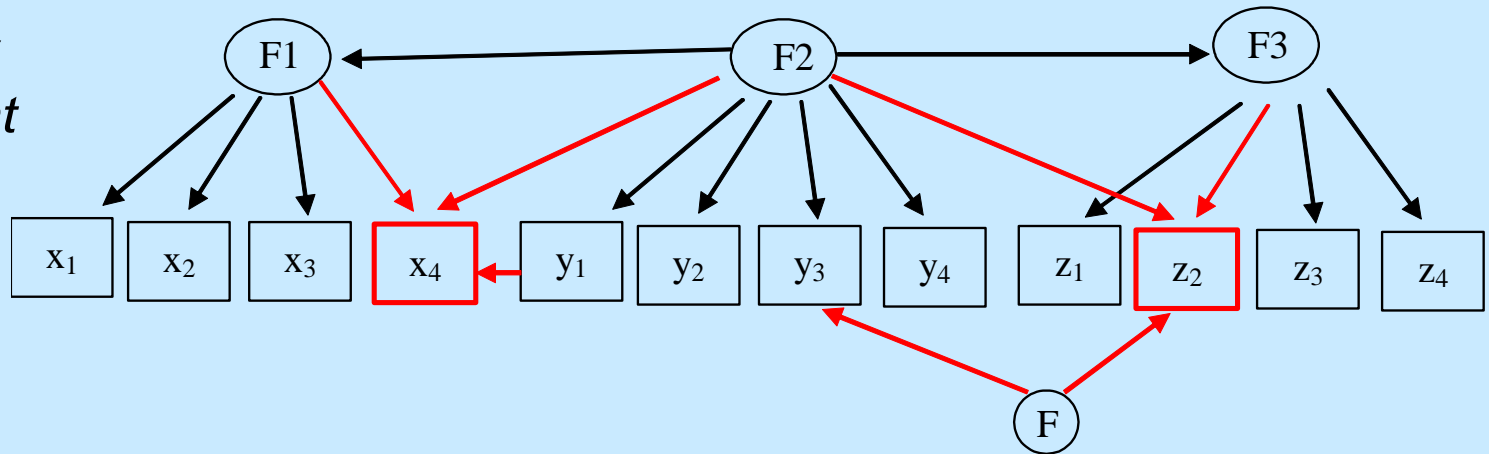 F1 F2 F3
x₁ x₂ x₃ x₄ y₁ y₂ y₃ y₄ z₁ z₂ z₃ z₄
F